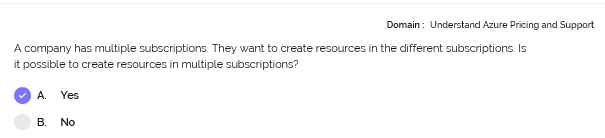 Domain : Understand Azure Pricing and Support
A company has multiple subscriptions. They want to create resources in the different subscriptions. Is
it possible to create resources in multiple subscriptions?
A. Yes
B. No